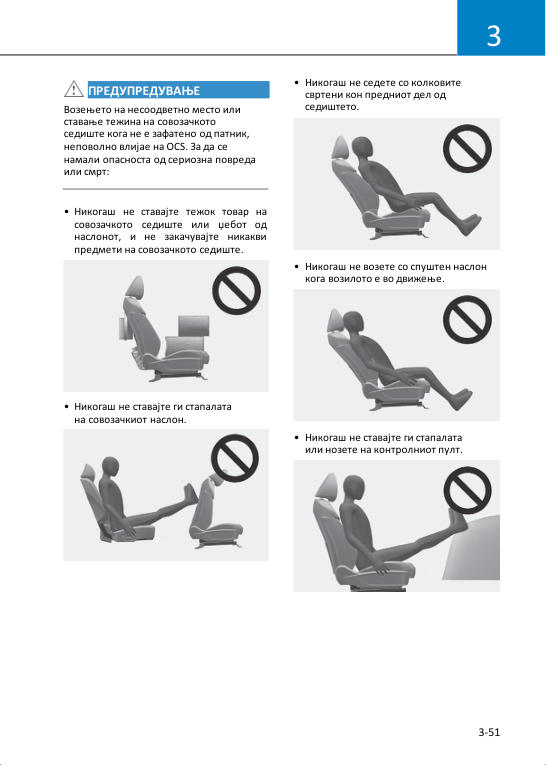 3
ПРЕДУПРЕДУВАЊЕ
Возењето на несоодветно место или
ставање тежина на совозачкото
седиште кога не е зафатено од патник,
неповолно влијае на OCS. За да се
намали опасноста од сериозна повреда
или смрт:
• Никогаш не ставајте тежок товар на
совозачкото седиште или џебот од
наслонот, и не закачувајте никакви
предмети на совозачкото седиште.
• Никогаш не ставајте ги стапалата
на совозачкиот наслон.
• Никогаш не седете со колковите
свртени кон предниот дел од
седиштето.
• Никогаш не возете со спуштен наслон
кога возилото е во движење.
• Никогаш не ставајте ги стапалата
или нозете на контролниот пулт.
3-51